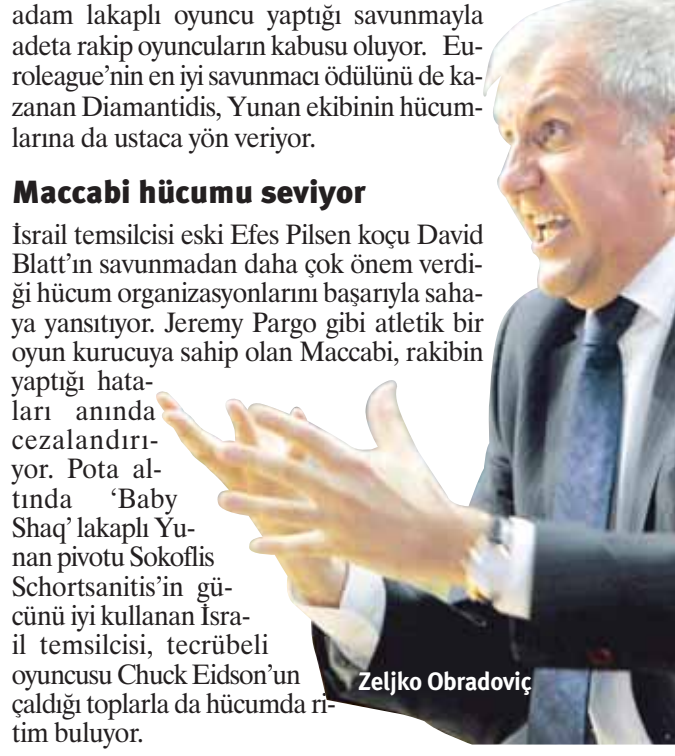 adam lakaplı oyuncu yaptığı savunmayla
adeta rakip oyuncuların kabusu oluyor. Eu-
roleague’nin en iyi savunmacı ödülünü de ka-
zanan Diamantidis, Yunan ekibinin hücum-
larına da ustaca yön veriyor.
Maccabi hücumu seviyor
İsrail temsilcisi eski Efes Pilsen koçu David
Blatt’ın savunmadan daha çok önem verdi-
ği hücum organizasyonlarını başarıyla saha-
ya yansıtıyor. Jeremy Pargo gibi atletik bir
oyun kurucuya sahip olan Maccabi, rakibin
yaptığı hata-
ları anında
cezalandırı-
yor. Pota al-
tında ‘Baby
Shaq’ lakaplı Yu-
nan pivotu Sokoflis
Schortsanitis’in gü-
cünü iyi kullanan İsra-
il temsilcisi, tecrübeli
oyuncusu Chuck Eidson’un
çaldığı toplarla da hücumda ri-
tim buluyor.
Zeljko Obradoviç